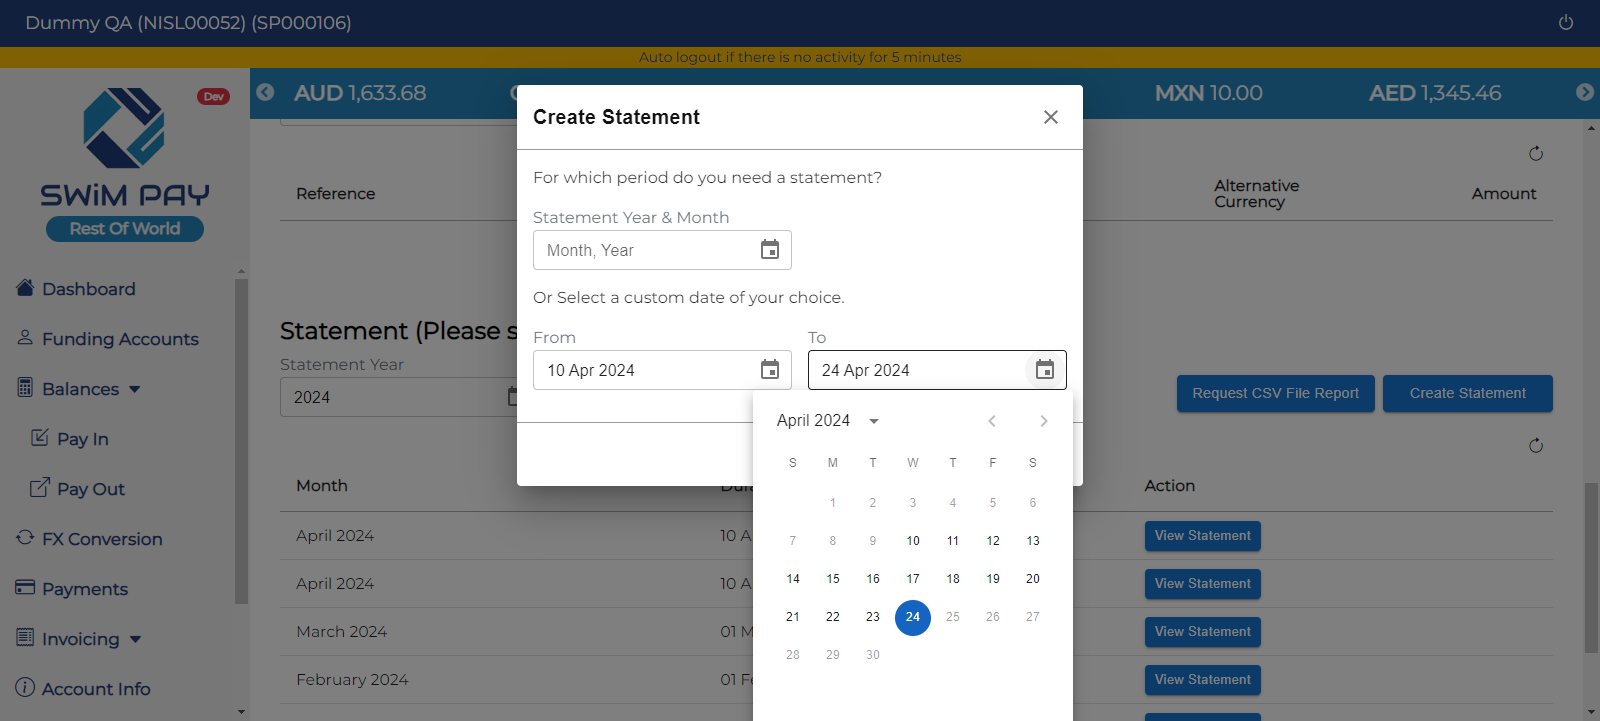 Dummy QA (NISL00052) (SP000106)
Auto logout if there is no activity for 5 minutes
Dev
SWiM PAY
Rest Of World
AUD 1,633.68
MXN 10.00
AED 1,345.46
Dashboard
Funding Accounts
Balances
Pay In
Pay Out
FX Conversion
Payments
Invoicing
Account Info
Reference
Alternative Currency
Amount
Statement (Please s
Statement Year
2024
Request CSV File Report
Create Statement
Month
Action
April 2024
10 A
View Statement
April 2024
10 A
View Statement
March 2024
01 M
View Statement
February 2024
01 Fe
View Statement
Create Statement
For which period do you need a statement?
Statement Year & Month
Month, Year
Or Select a custom date of your choice.
From
To
10 Apr 2024
24 Apr 2024
April 2024
S M T W T F S
1 2 3 4 5 6
7 8 9 10 11 12 13
14 15 16 17 18 19 20
21 22 23 24 25 26 27
28 29 30